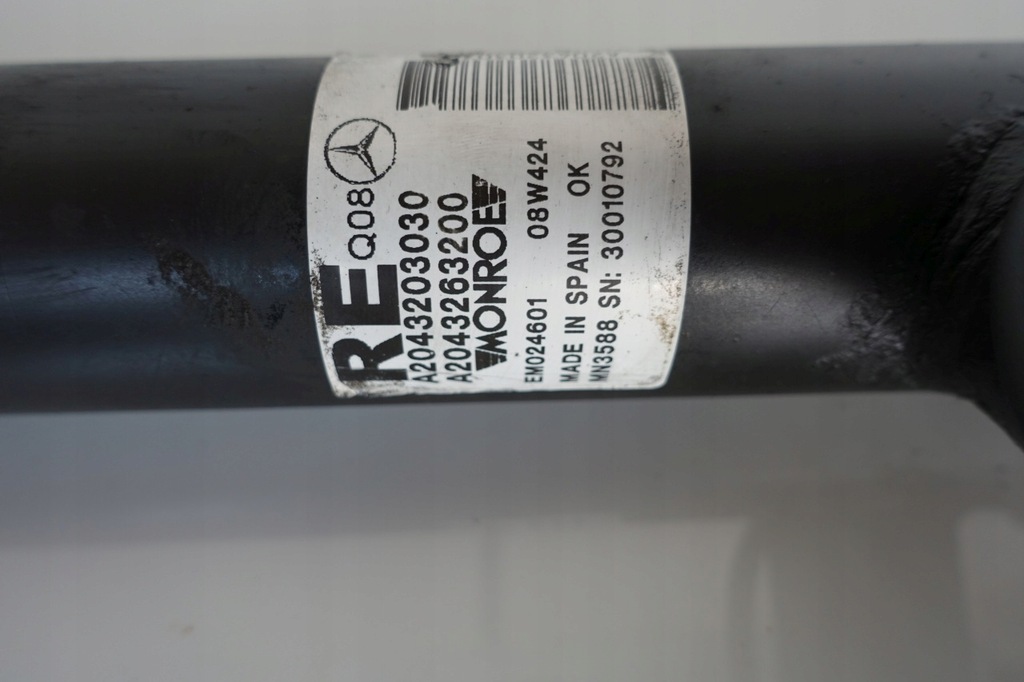 RE Q08
A2043203030
A2043263200
MONROE
EM024601 08W424
MADE IN SPAIN OK
MN3588 SN: 30010792